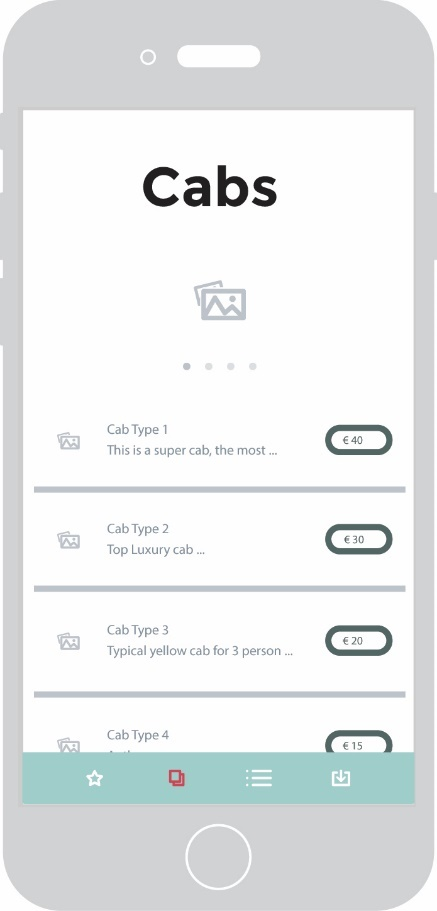 Cabs
Cab Type 1
This is a super cab, the most ...
€ 40
Cab Type 2
Top Luxury cab ...
€ 30
Cab Type 3
Typical yellow cab for 3 person ...
€ 20
Cab Type 4
€ 15